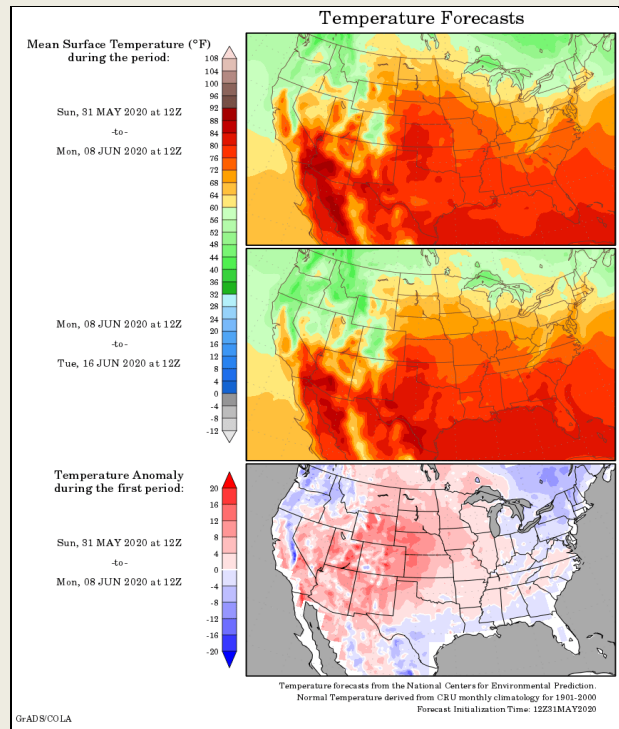 Temperature Forecasts
Mean Surface Temperature (°F)
during the period:
Sun, 31 MAY 2020 at 12Z
-to-
Mon, 08 JUN 2020 at 12Z
108
104
100
96
92
88
84
80
76
72
68
64
60
56
52
48
44
40
36
32
28
24
20
16
12
8
4
0
-4
-8
-12
Mon, 08 JUN 2020 at 12Z
-to-
Tue, 16 JUN 2020 at 12Z
Temperature Anomaly
during the first period:
Sun, 31 MAY 2020 at 12Z
-to-
Mon, 08 JUN 2020 at 12Z
20
16
12
8
4
0
-4
-8
-12
-16
-20
Temperature forecasts from the National Centers for Environmental Prediction.
Normal Temperature derived from CRU monthly climatology for 1901-2000
Forecast Initialization Time: 12Z31MAY2020
GrADS/COLA